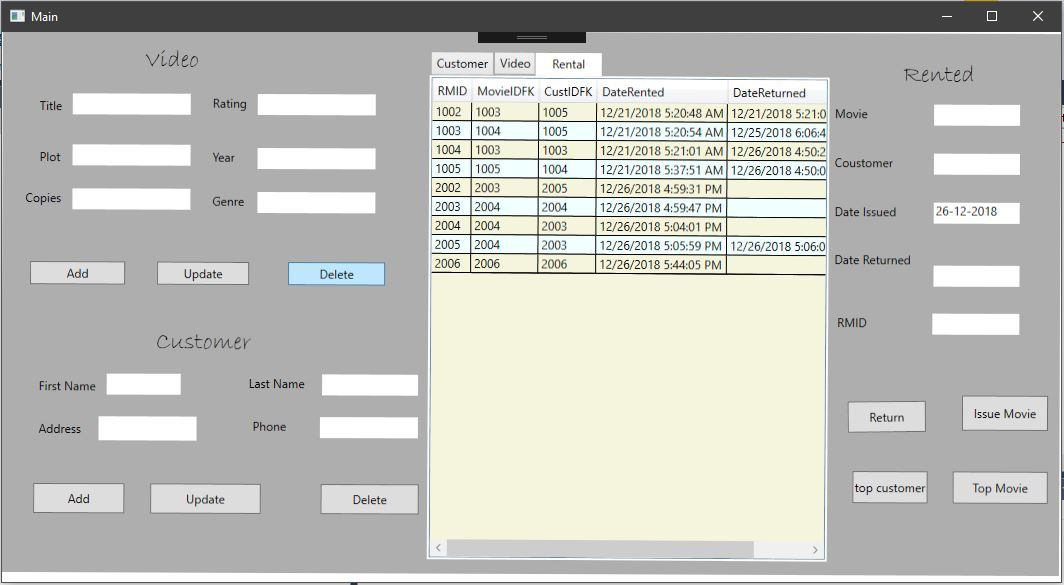 Main
Video
Title
Rating
Plot
Year
Copies
Genre
Add Update Delete
Customer
First Name
Last Name
Address
Phone
Add Update Delete
Customer Video Rental
RMID MovieIDFK CustIDFK DateRented DateReturned
1002 1003 1005 12/21/2018 5:20:48 AM 12/21/2018 5:21:0
1003 1004 1005 12/21/2018 5:20:54 AM 12/25/2018 6:06:4
1004 1003 1003 12/21/2018 5:21:01 AM 12/26/2018 4:50:2
1005 1005 1004 12/21/2018 5:37:51 AM 12/26/2018 4:50:0
2002 2003 2005 12/26/2018 4:59:31 PM
2003 2004 2004 12/26/2018 4:59:47 PM
2004 2004 2003 12/26/2018 5:04:01 PM
2005 2004 2003 12/26/2018 5:05:59 PM 12/26/2018 5:06:0
2006 2006 2006 12/26/2018 5:44:05 PM
Rented
Movie
Coustomer
Date Issued 26-12-2018
Date Returned
RMID
Return Issue Movie
top customer Top Movie